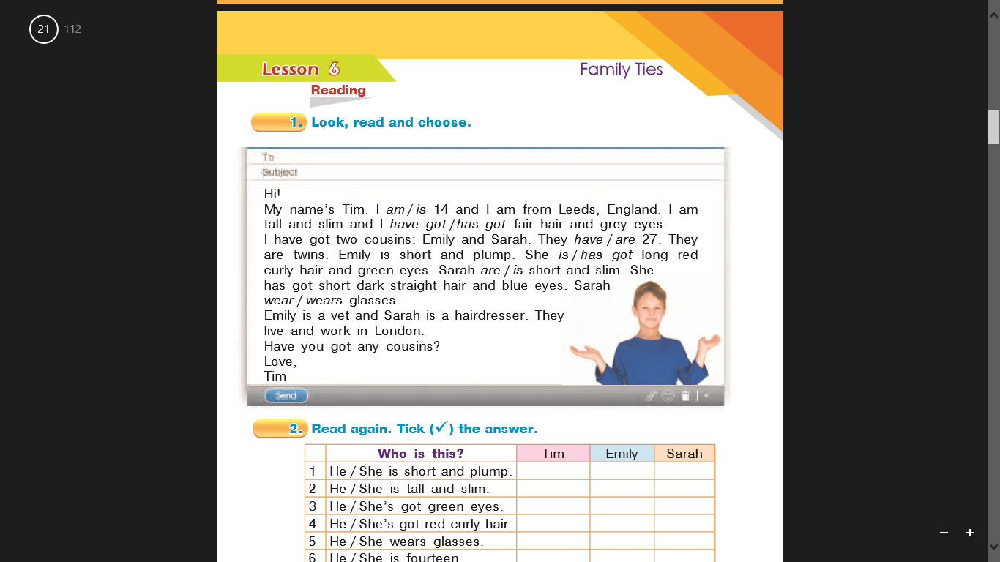 21 112
Lesson 6
Family Ties
Reading
1. Look, read and choose.
To
Subject
Hi!
My name's Tim. I am / is 14 and I am from Leeds, England. I am
tall and slim and I have got / has got fair hair and grey eyes.
I have got two cousins: Emily and Sarah. They have / are 27. They
are twins. Emily is short and plump. She is / has got long red
curly hair and green eyes. Sarah are / is short and slim. She
has got short dark straight hair and blue eyes. Sarah
wear / wears glasses.
Emily is a vet and Sarah is a hairdresser. They
live and work in London.
Have you got any cousins?
Love,
Tim
Send
2. Read again. Tick (✓) the answer.
Who is this? Tim Emily Sarah
1 He / She is short and plump.
2 He / She is tall and slim.
3 He / She's got green eyes.
4 He / She's got red curly hair.
5 He / She wears glasses.
6 He / She is fourteen